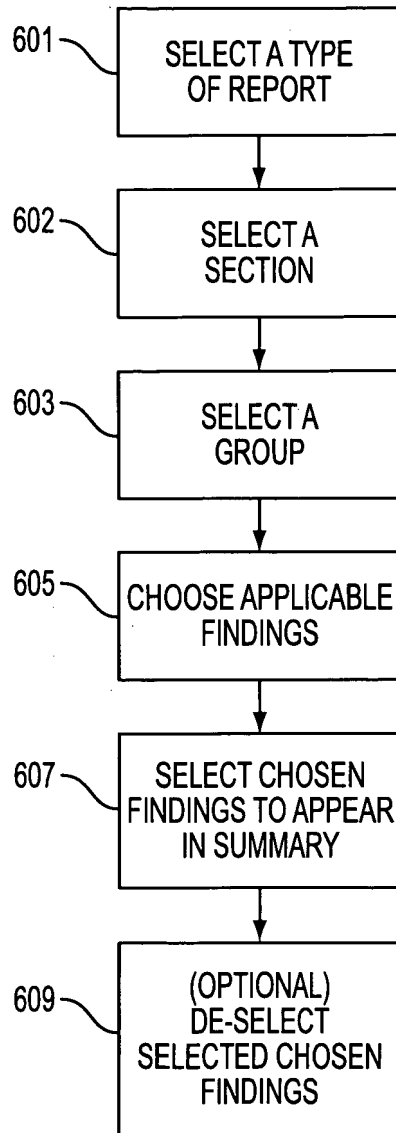 601
SELECT A TYPE
OF REPORT
602
SELECT A
SECTION
603
SELECT A
GROUP
605
CHOOSE APPLICABLE
FINDINGS
607
SELECT CHOSEN
FINDINGS TO APPEAR
IN SUMMARY
609
(OPTIONAL)
DE-SELECT
SELECTED CHOSEN
FINDINGS